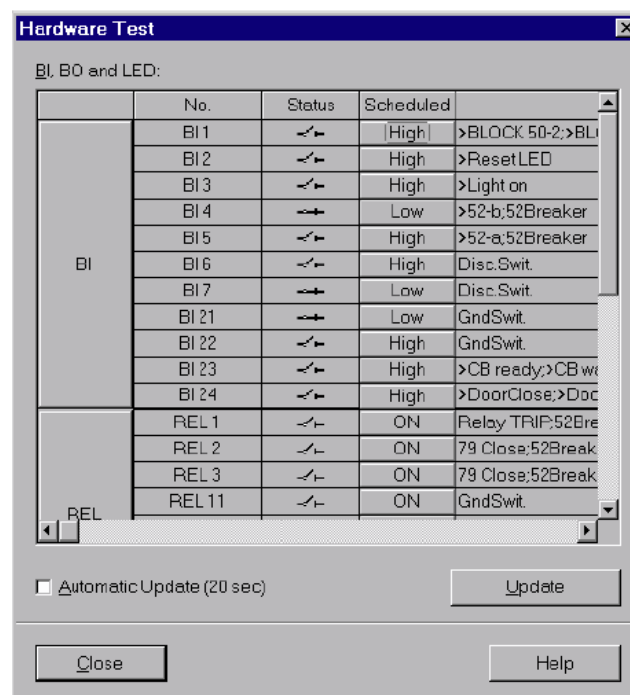 Hardware Test
BI, BO and LED:
No. Status Scheduled
BI BI 1 High >BLOCK 50-2;>BL
BI 2 High >ResetLED
BI 3 High >Light on
BI 4 Low >52-b;52Breaker
BI 5 High >52-a;52Breaker
BI 6 High Disc.Swit.
BI 7 Low Disc.Swit.
BI 21 Low GndSwit.
BI 22 High GndSwit.
BI 23 High >CB ready;>CB wa
BI 24 High >DoorClose;>Doo
REL REL 1 ON Relay TRIP;52Bre
REL 2 ON 79 Close;52Break
REL 3 ON 79 Close;52Break
REL 11 ON GndSwit.
Automatic Update (20 sec) Update
Close Help